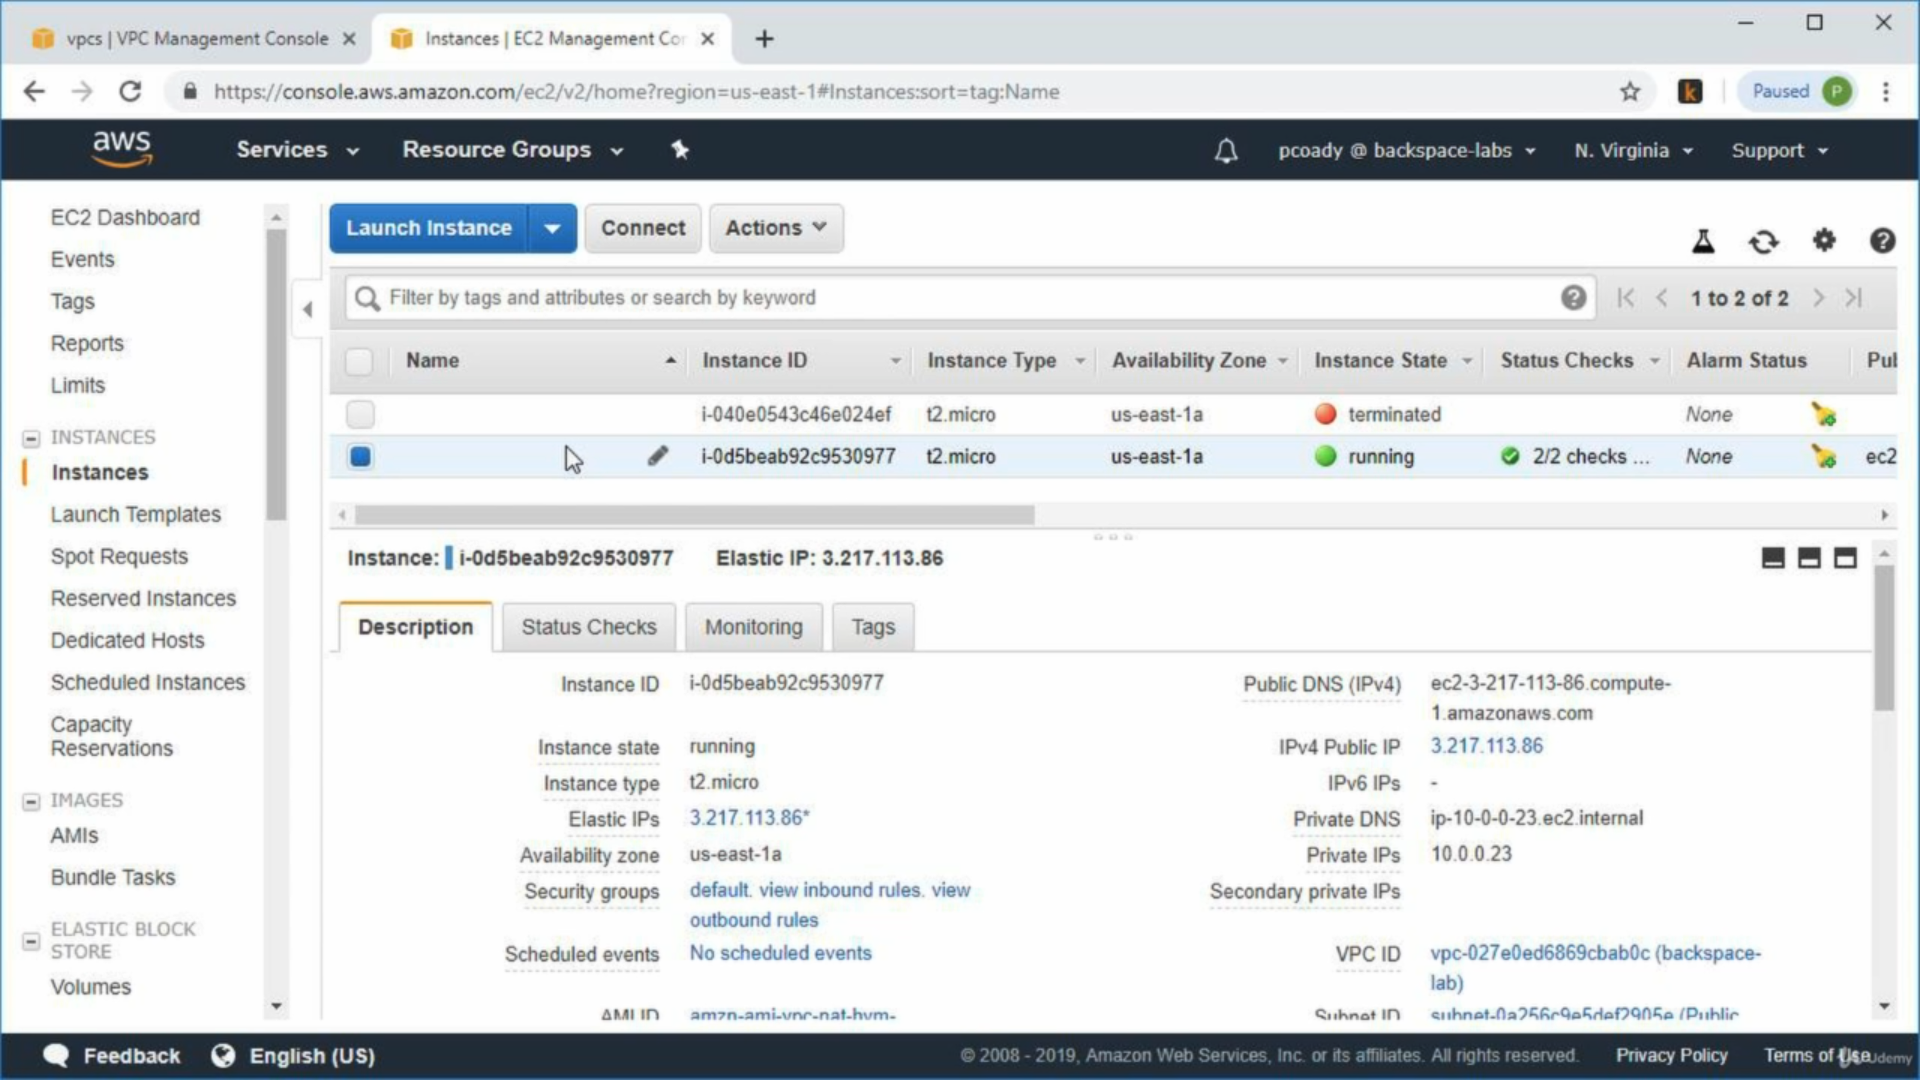 vpcs | VPC Management Console
Instances | EC2 Management Con
https://console.aws.amazon.com/ec2/v2/home?region=us-east-1#Instances:sort=tag:Name
k
Paused P
aws
Services
Resource Groups
pcoady @ backspace-labs
N. Virginia
Support
EC2 Dashboard
Events
Tags
Reports
Limits
INSTANCES
Instances
Launch Templates
Spot Requests
Reserved Instances
Dedicated Hosts
Scheduled Instances
Capacity
Reservations
IMAGES
AMIs
Bundle Tasks
ELASTIC BLOCK
STORE
Volumes
Launch Instance
Connect
Actions
Filter by tags and attributes or search by keyword
1 to 2 of 2
Name Instance ID Instance Type Availability Zone Instance State Status Checks Alarm Status Pul
i-040e0543c46e024ef t2.micro us-east-1a terminated None
i-0d5beab92c9530977 t2.micro us-east-1a running 2/2 checks ... None ec2
Instance: i-0d5beab92c9530977 Elastic IP: 3.217.113.86
Description Status Checks Monitoring Tags
Instance ID i-0d5beab92c9530977
Instance state running
Instance type t2.micro
Elastic IPs 3.217.113.86*
Availability zone us-east-1a
Security groups default. view inbound rules. view
outbound rules
Scheduled events No scheduled events
AMI ID amzn-ami-vpc-nat-hvm-
Public DNS (IPv4) ec2-3-217-113-86.compute-
1.amazonaws.com
IPv4 Public IP 3.217.113.86
IPv6 IPs -
Private DNS ip-10-0-0-23.ec2.internal
Private IPs 10.0.0.23
Secondary private IPs
VPC ID vpc-027e0ed6869cbab0c (backspace-
lab)
Subnet ID subnet-0a256c9e5def2905e (Public
Feedback
English (US)
© 2008 - 2019, Amazon Web Services, Inc. or its affiliates. All rights reserved.
Privacy Policy
Terms of Use
Udemy